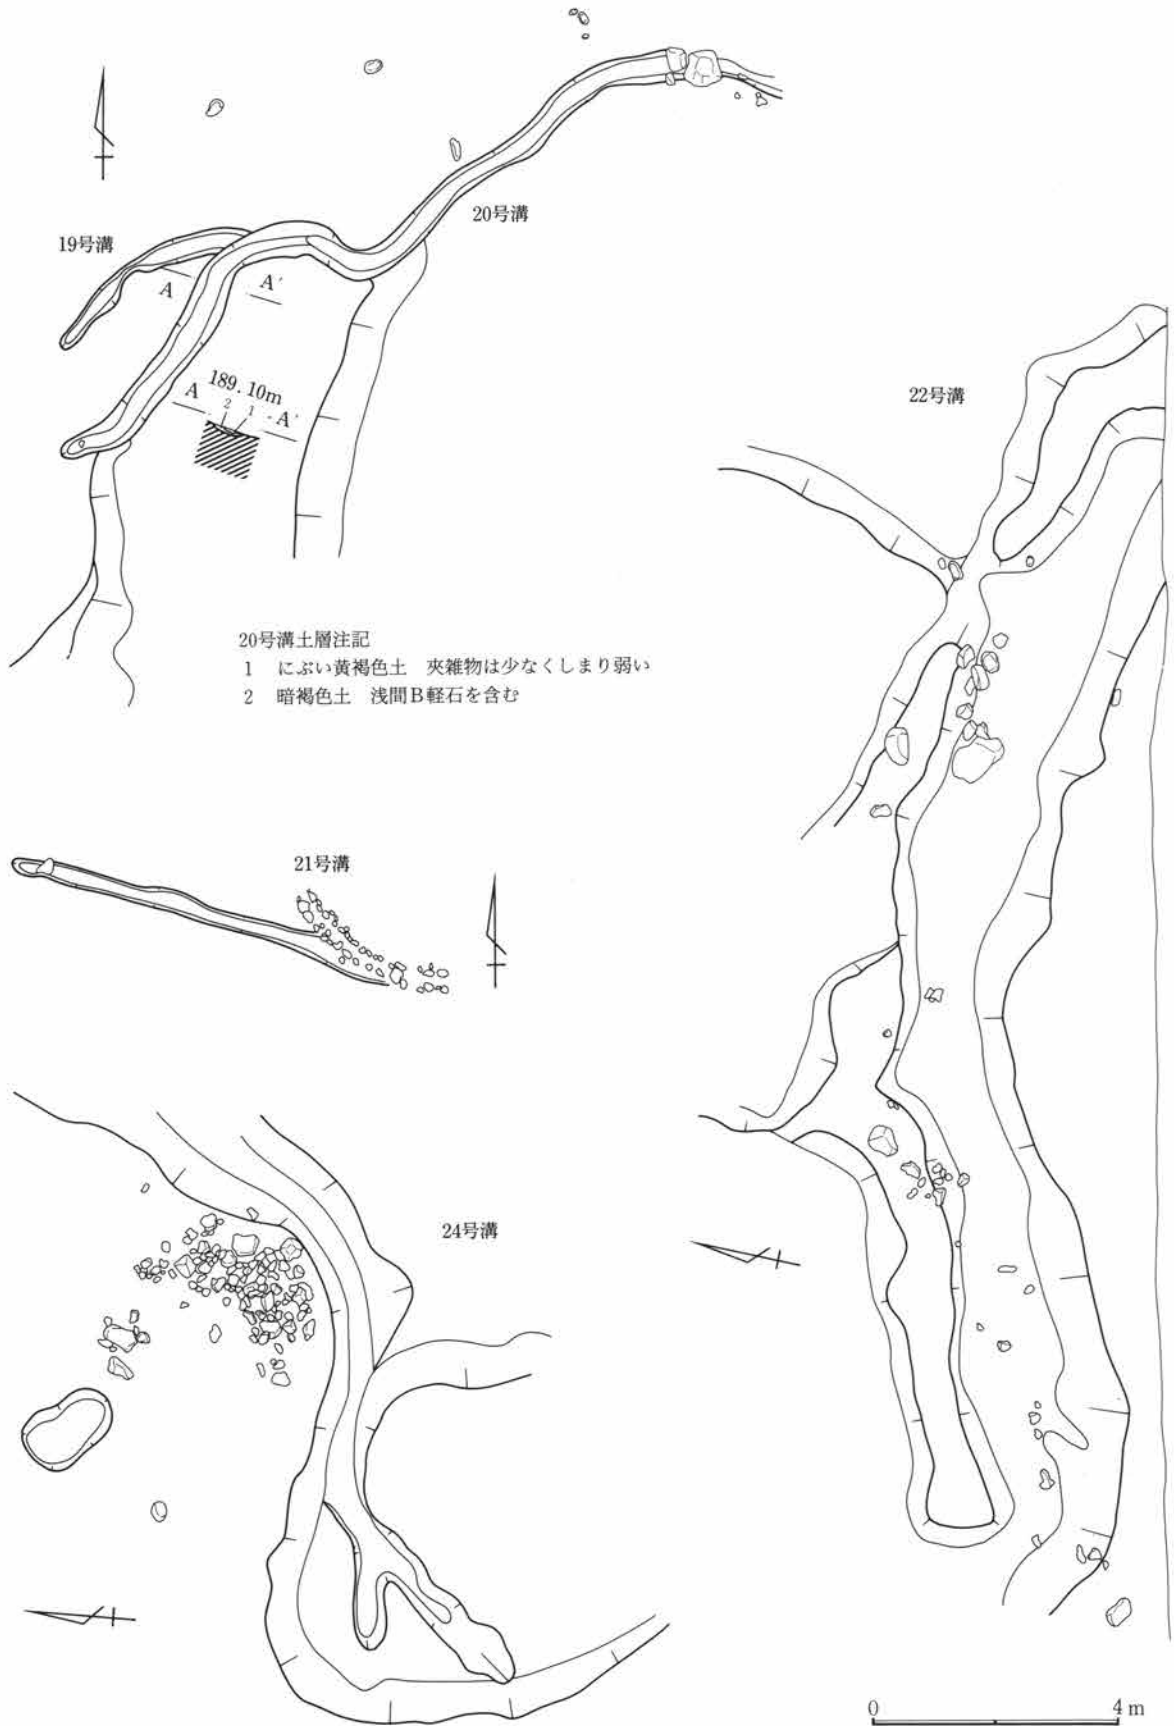 19号溝
20号溝
A
A′
189.10m
A
2
1
A′
22号溝
20号溝土層注記
1 にぶい黄褐色土 夾雑物は少なくしまり弱い
2 暗褐色土 浅間B軽石を含む
21号溝
24号溝
0
4m